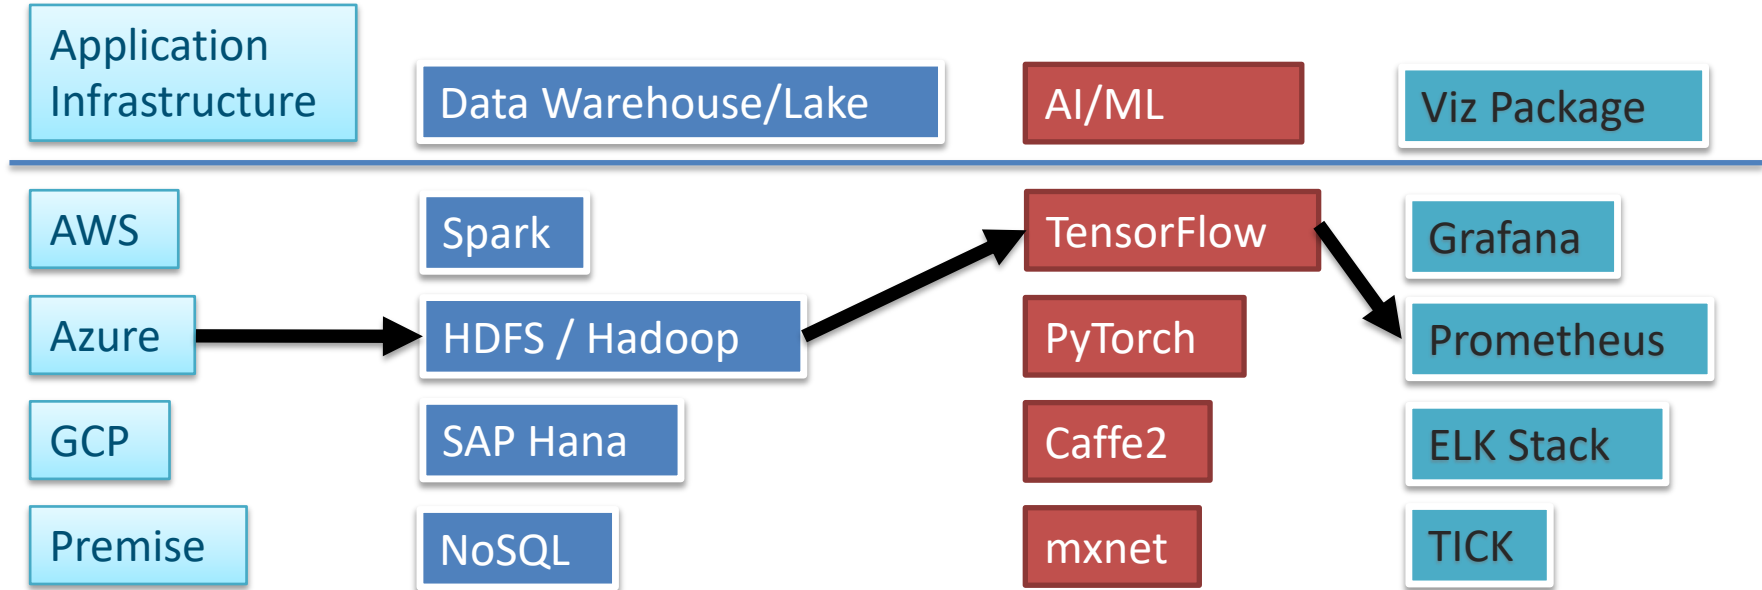 Application
Infrastructure
Data Warehouse/Lake
AI/ML
Viz Package
AWS
Spark
TensorFlow
Grafana
Azure
HDFS / Hadoop
PyTorch
Prometheus
GCP
SAP Hana
Caffe2
ELK Stack
Premise
NoSQL
mxnet
TICK